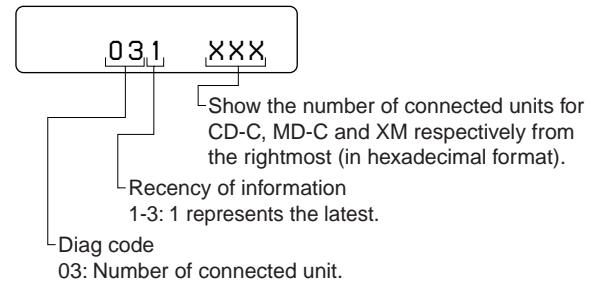 031 XXX
Show the number of connected units for
CD-C, MD-C and XM respectively from
the rightmost (in hexadecimal format).
Recency of information
1-3: 1 represents the latest.
Diag code
03: Number of connected unit.